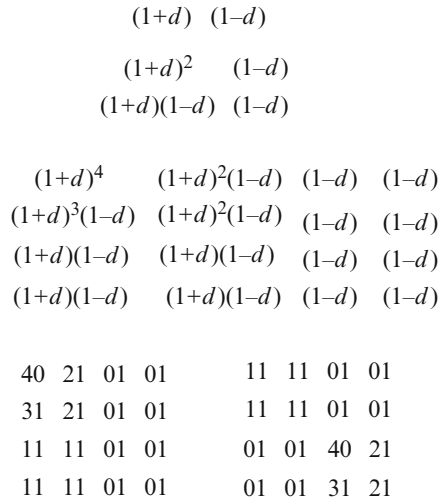 (1+d) (1–d)
(1+d)² (1–d)
(1+d)(1–d) (1–d)
(1+d)⁴ (1+d)²(1–d) (1–d) (1–d)
(1+d)³(1–d) (1+d)²(1–d) (1–d) (1–d)
(1+d)(1–d) (1+d)(1–d) (1–d) (1–d)
(1+d)(1–d) (1+d)(1–d) (1–d) (1–d)
40 21 01 01 11 11 01 01
31 21 01 01 11 11 01 01
11 11 01 01 01 01 40 21
11 11 01 01 01 01 31 21